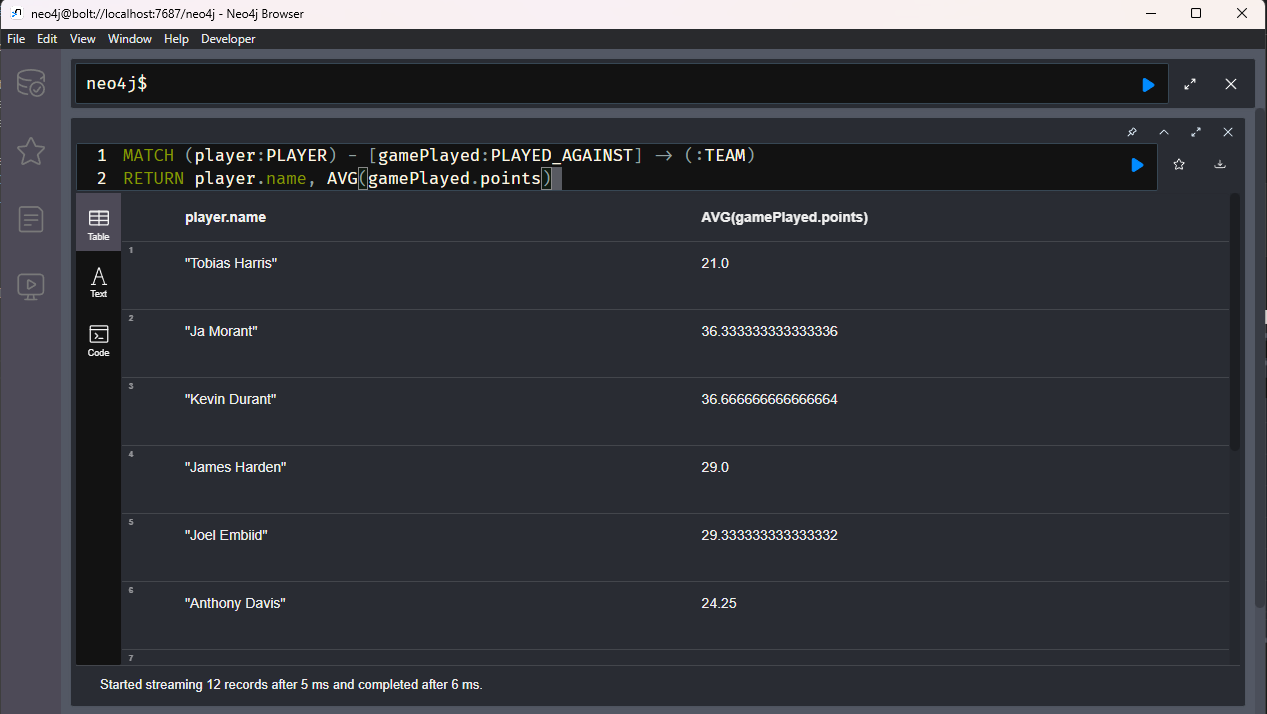 neo4j@bolt://localhost:7687/neo4j - Neo4j Browser
File Edit View Window Help Developer
neo4j$
1 MATCH (player:PLAYER) - [gamePlayed:PLAYED_AGAINST] → (:TEAM)
2 RETURN player.name, AVG(gamePlayed.points)
Table
Text
Code
player.name AVG(gamePlayed.points)
1 "Tobias Harris" 21.0
2 "Ja Morant" 36.333333333333336
3 "Kevin Durant" 36.666666666666664
4 "James Harden" 29.0
5 "Joel Embiid" 29.333333333333332
6 "Anthony Davis" 24.25
7
Started streaming 12 records after 5 ms and completed after 6 ms.